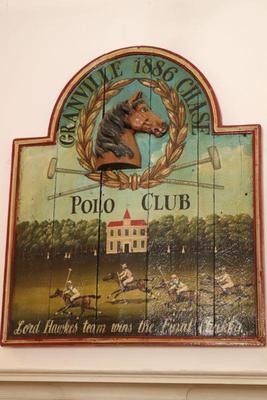 GRANVILLE 1886 CHASE
POLO CLUB
Lord Hawkes team wins the Final